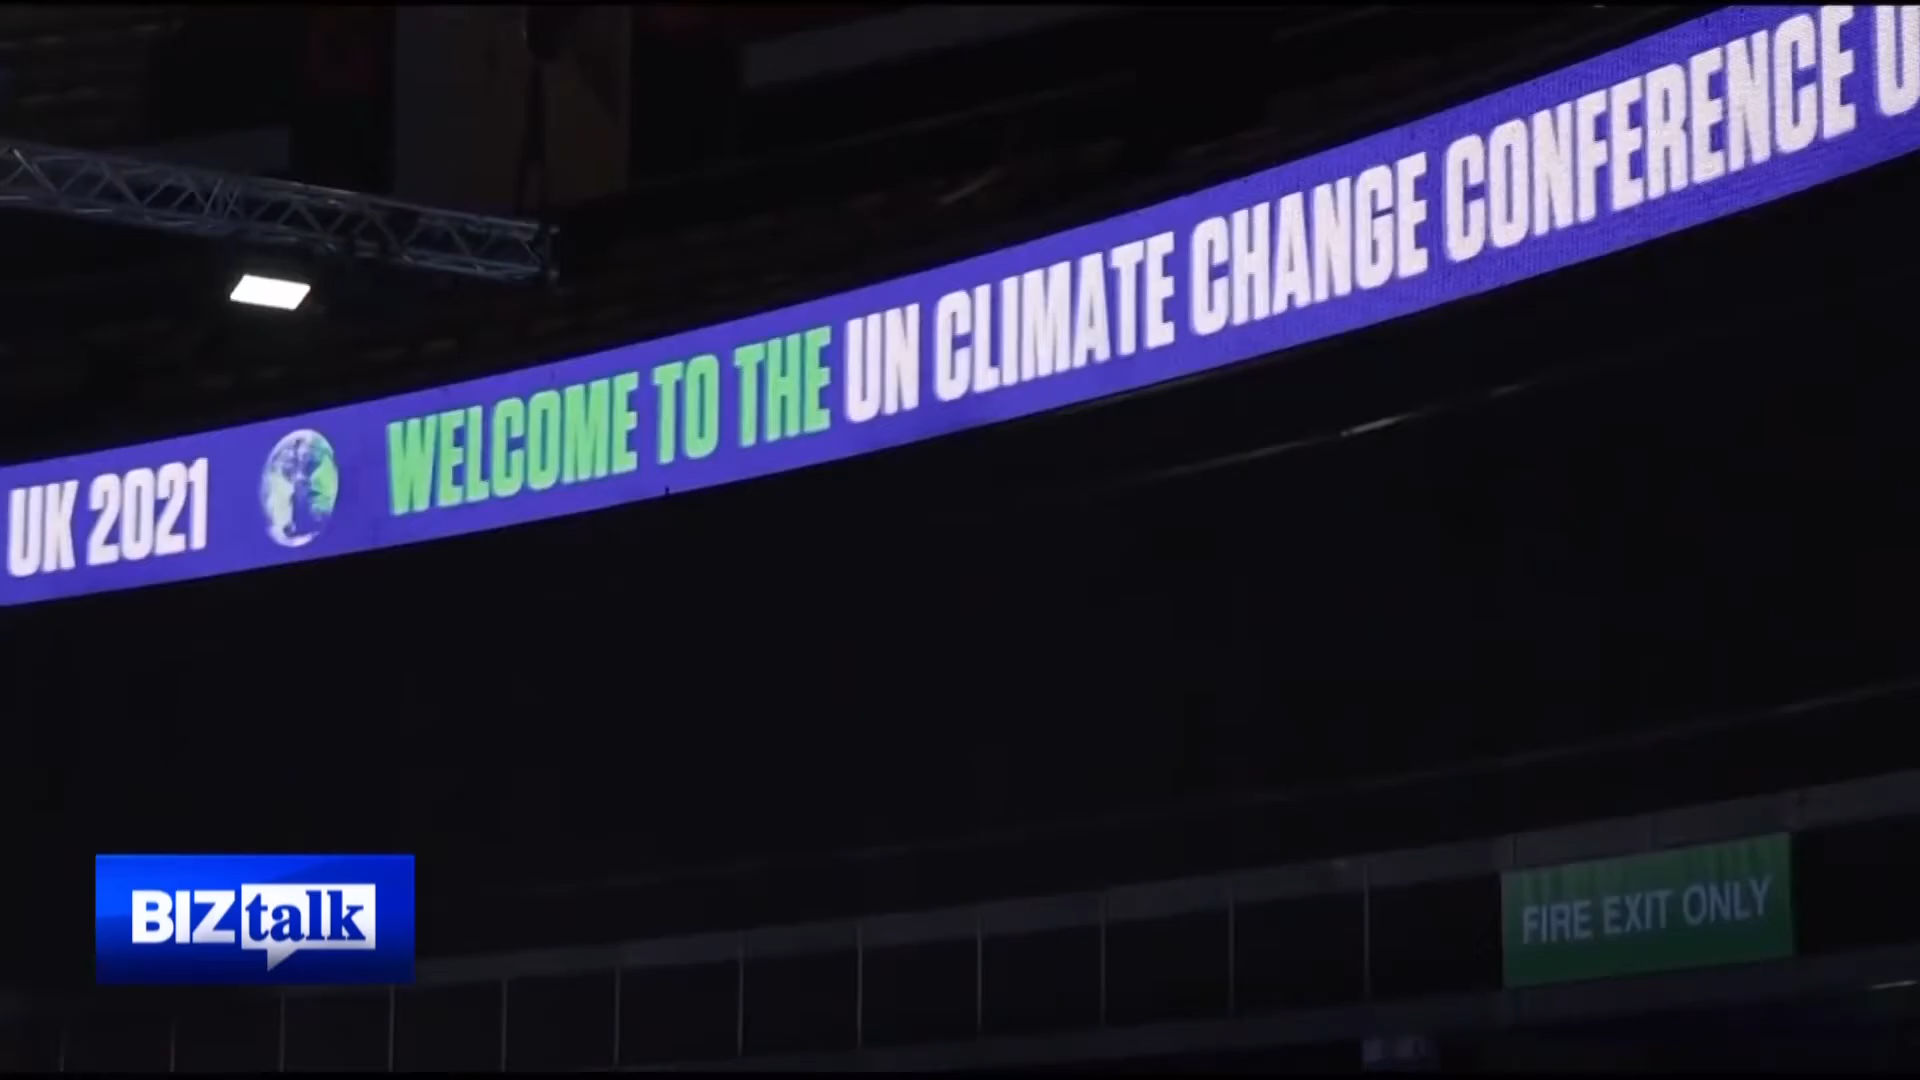 UK 2021 WELCOME TO THE UN CLIMATE CHANGE CONFERENCE
FIRE EXIT ONLY
BIZtalk